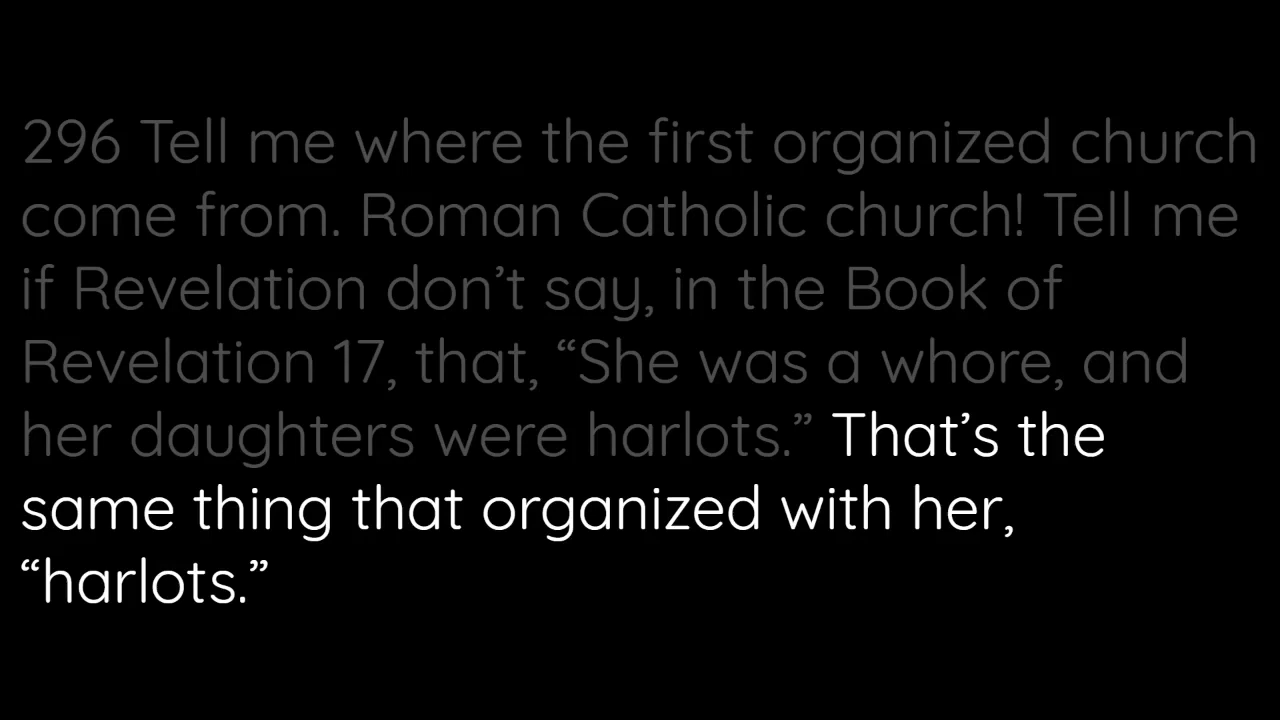 296 Tell me where the first organized church
come from. Roman Catholic church! Tell me
if Revelation don’t say, in the Book of
Revelation 17, that, “She was a whore, and
her daughters were harlots.” That’s the
same thing that organized with her,
“harlots.”